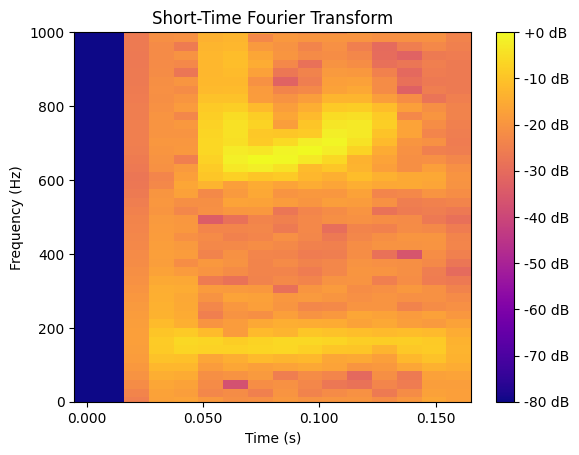 Short-Time Fourier Transform
Frequency (Hz)
1000
800
600
400
200
0
0.000
0.050
0.100
0.150
Time (s)
+0 dB
-10 dB
-20 dB
-30 dB
-40 dB
-50 dB
-60 dB
-70 dB
-80 dB